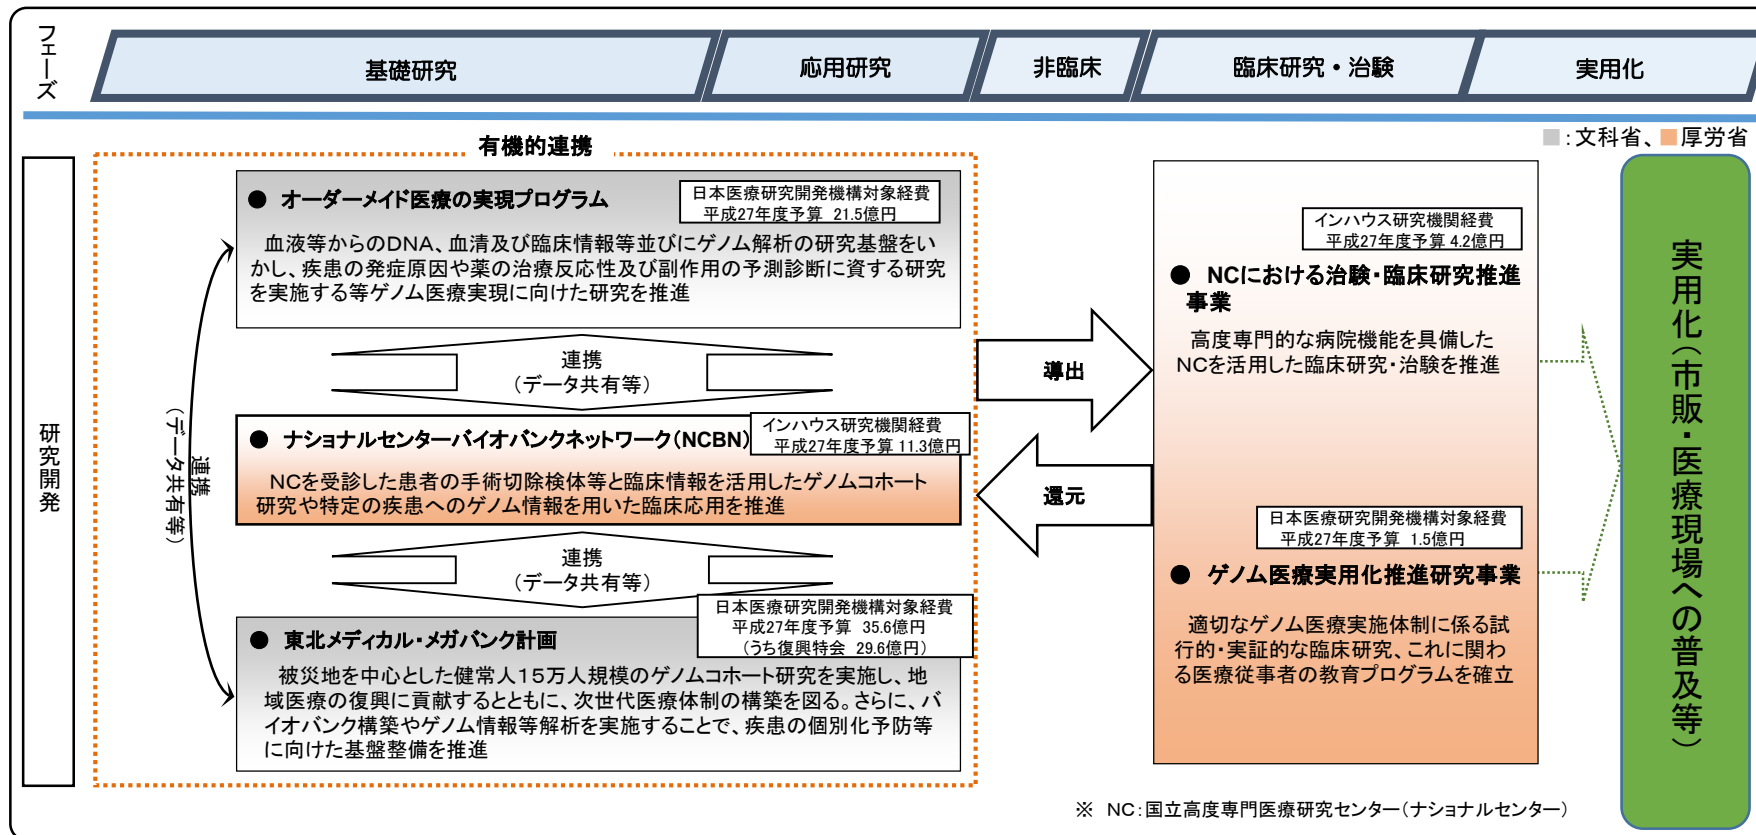 フェーズ
基礎研究
応用研究
非臨床
臨床研究・治験
実用化
■：文科省、■厚労省
研究開発
有機的連携
● オーダーメイド医療の実現プログラム
日本医療研究開発機構対象経費
平成27年度予算 21.5億円
血液等からのDNA、血清及び臨床情報等並びにゲノム解析の研究基盤をい
かし、疾患の発症原因や薬の治療反応性及び副作用の予測診断に資する研究
を実施する等ゲノム医療実現に向けた研究を推進
連携
（データ共有等）
● ナショナルセンターバイオバンクネットワーク（NCBN）
インハウス研究機関経費
平成27年度予算 11.3億円
NCを受診した患者の手術切除検体等と臨床情報を活用したゲノムコホート
研究や特定の疾患へのゲノム情報を用いた臨床応用を推進
連携
（データ共有等）
連携
（データ共有等）
日本医療研究開発機構対象経費
平成27年度予算 35.6億円
（うち復興特会 29.6億円）
● 東北メディカル・メガバンク計画
被災地を中心とした健常人１５万人規模のゲノムコホート研究を実施し、地
域医療の復興に貢献するとともに、次世代医療体制の構築を図る。さらに、バ
イオバンク構築やゲノム情報等解析を実施することで、疾患の個別化予防等
に向けた基盤整備を推進
導出
還元
インハウス研究機関経費
平成27年度予算 4.2億円
● NCにおける治験・臨床研究推進
事業
高度専門的な病院機能を具備した
NCを活用した臨床研究・治験を推進
日本医療研究開発機構対象経費
平成27年度予算 1.5億円
● ゲノム医療実用化推進研究事業
適切なゲノム医療実施体制に係る試
行的・実証的な臨床研究、これに関わ
る医療従事者の教育プログラムを確立
実用化（市販・医療現場への普及等）
※ NC：国立高度専門医療研究センター（ナショナルセンター）